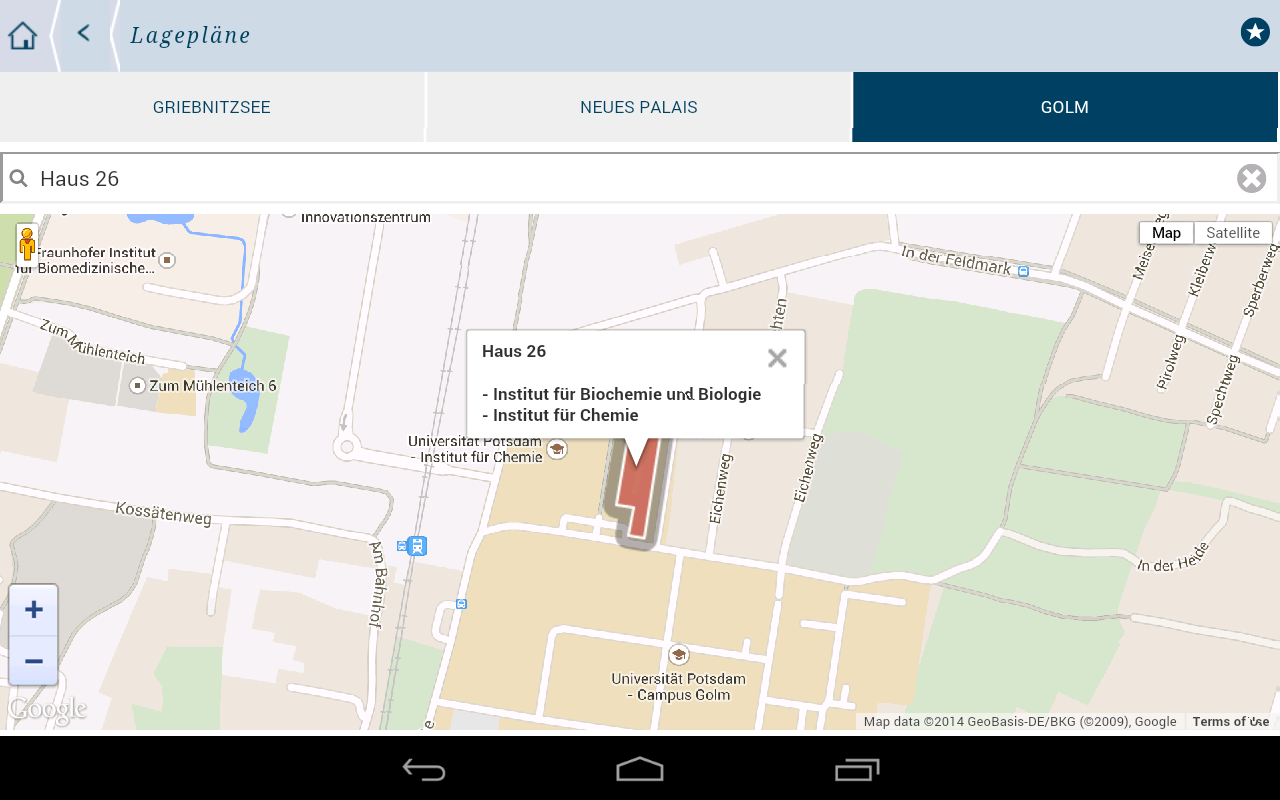 Lagepläne
GRIEBNITZSEE
NEUES PALAIS
GOLM
Haus 26
Innovationszentrum
Fraunhofer Institut
für Biomedizinische...
Map
Satellite
In der Feldmark
Kleiberweg
Sperberweg
Zum Mühlenteich
Zum Mühlenteich 6
Pirolweg
Spechtweg
Haus 26
- Institut für Biochemie und Biologie
- Institut für Chemie
Universität Potsdam
- Institut für Chemie
Eichenweg
Eichenweg
Kossätenweg
Am Bahnhof
In der Heide
+
−
Universität Potsdam
- Campus Golm
Google
Map data ©2014 GeoBasis-DE/BKG (©2009), Google
Terms of Use